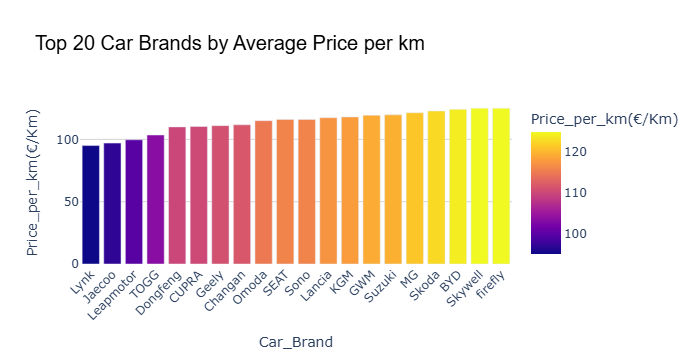 Top 20 Car Brands by Average Price per km
Price_per_km(€/Km)
100
50
0
Lynk
Jaecoo
Leapmotor
TOGG
Dongfeng
CUPRA
Geely
Changan
Omoda
SEAT
Sono
Lancia
KGM
GWM
Suzuki
MG
Skoda
BYD
Skywell
firefly
Car_Brand
Price_per_km(€/Km)
120
110
100